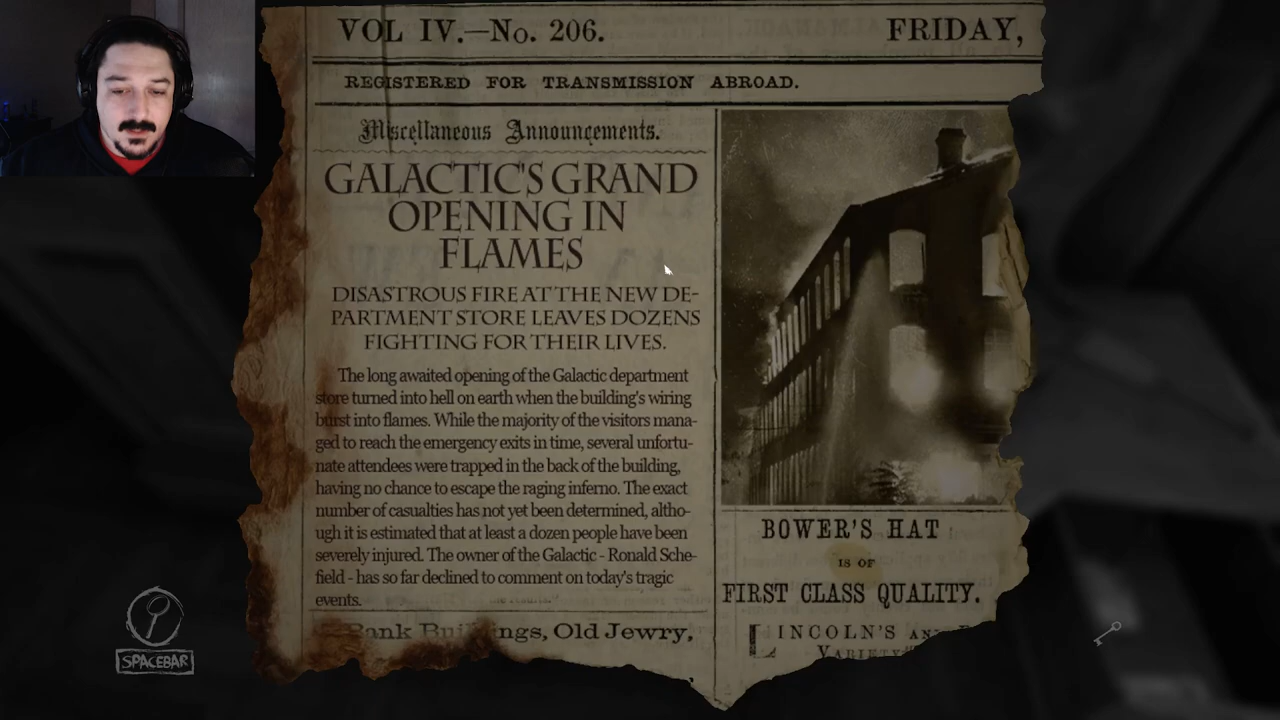 VOL IV.—No. 206.
FRIDAY,
REGISTERED FOR TRANSMISSION ABROAD.
Miscellaneous Announcements.
GALACTIC'S GRAND
OPENING IN
FLAMES
DISASTROUS FIRE AT THE NEW DE-
PARTMENT STORE LEAVES DOZENS
FIGHTING FOR THEIR LIVES.
The long awaited opening of the Galactic department
store turned into hell on earth when the building's wiring
burst into flames. While the majority of the visitors mana-
ged to reach the emergency exits in time, several unfortu-
nate attendees were trapped in the back of the building,
having no chance to escape the raging inferno. The exact
number of casualties has not yet been determined, altho-
ugh it is estimated that at least a dozen people have been
severely injured. The owner of the Galactic - Ronald Sche-
field - has so far declined to comment on today's tragic
events.
Bank Buildings, Old Jewry,
BOWER'S HAT
IS OF
FIRST CLASS QUALITY.
LINCOLN'S
SPACEBAR